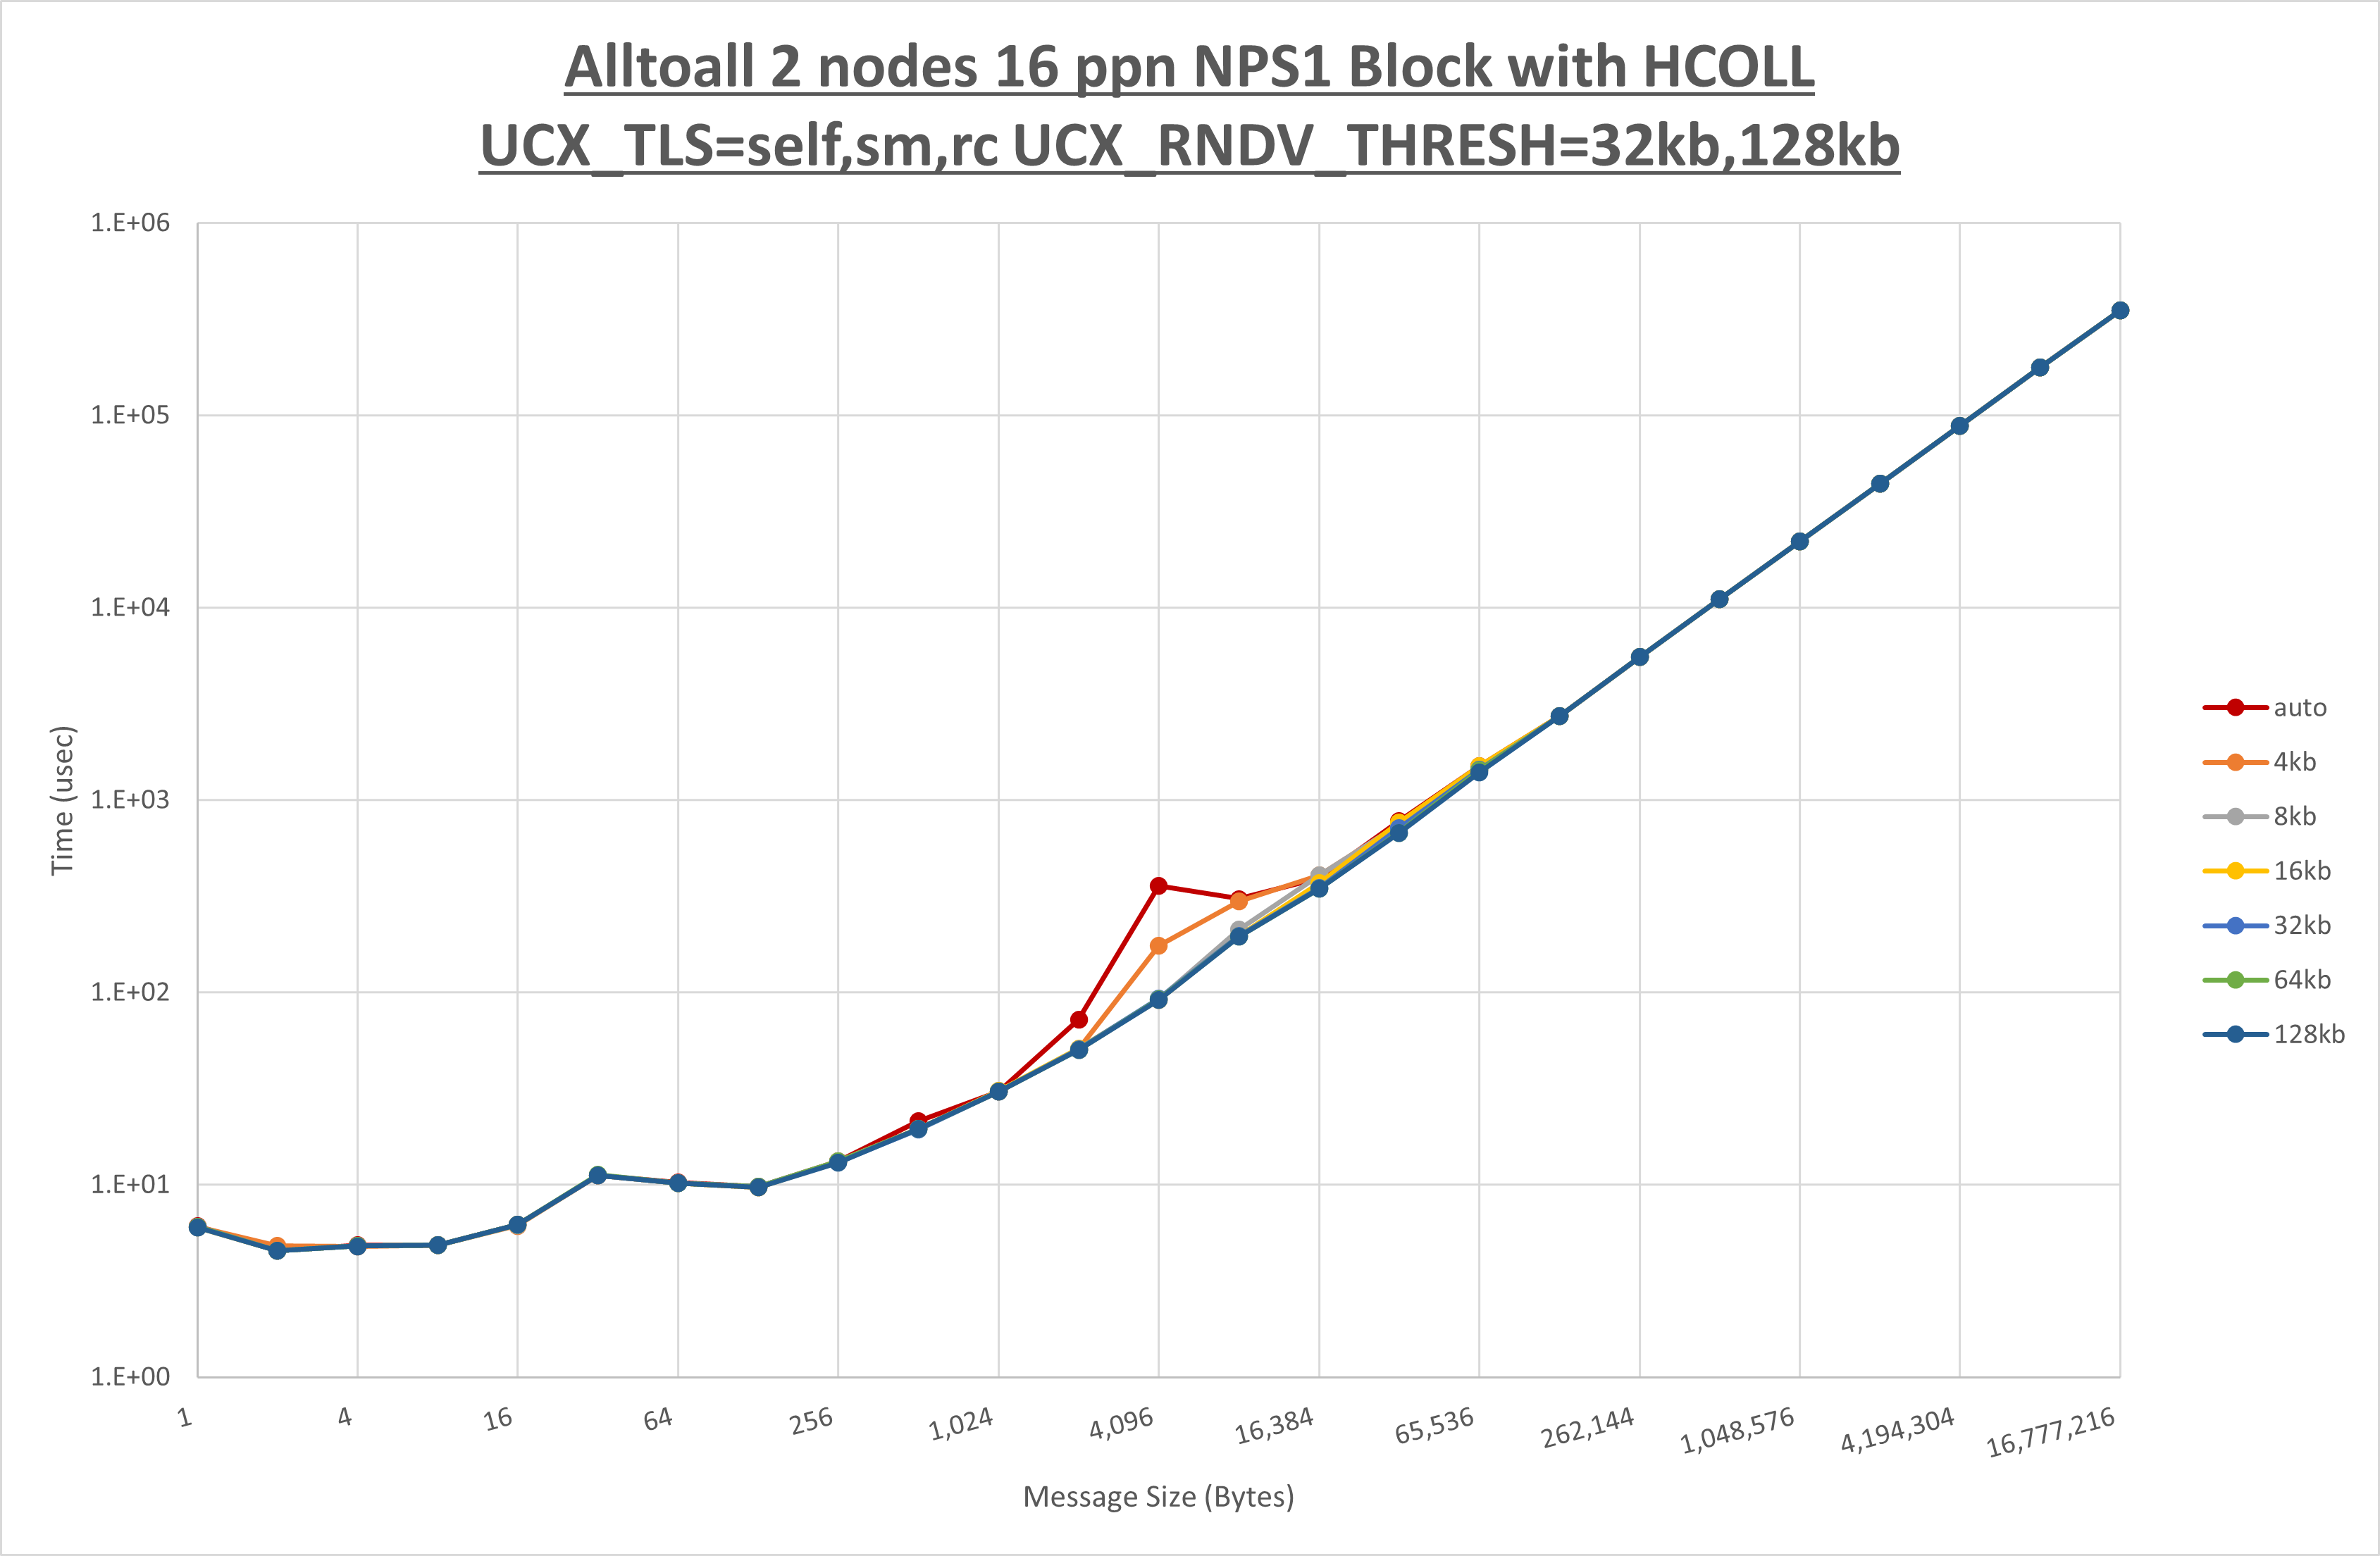 Alltoall 2 nodes 16 ppn NPS1 Block with HCOLL
UCX_TLS=self,sm,rc UCX_RNDV_THRESH=32kb,128kb
1.E+06
1.E+05
1.E+04
1.E+03
1.E+02
1.E+01
1.E+00
Time (usec)
1
4
16
64
256
1,024
4,096
16,384
65,536
262,144
1,048,576
4,194,304
16,777,216
Message Size (Bytes)
auto
4kb
8kb
16kb
32kb
64kb
128kb